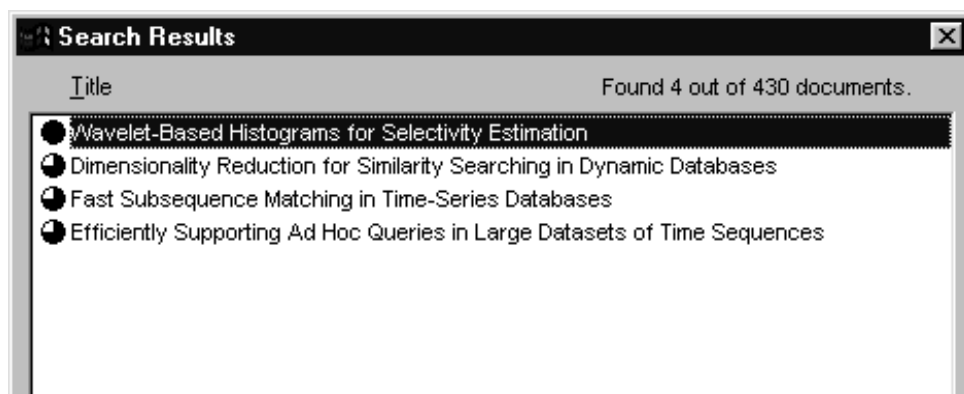 Search Results
Title Found 4 out of 430 documents.
Wavelet-Based Histograms for Selectivity Estimation
Dimensionality Reduction for Similarity Searching in Dynamic Databases
Fast Subsequence Matching in Time-Series Databases
Efficiently Supporting Ad Hoc Queries in Large Datasets of Time Sequences